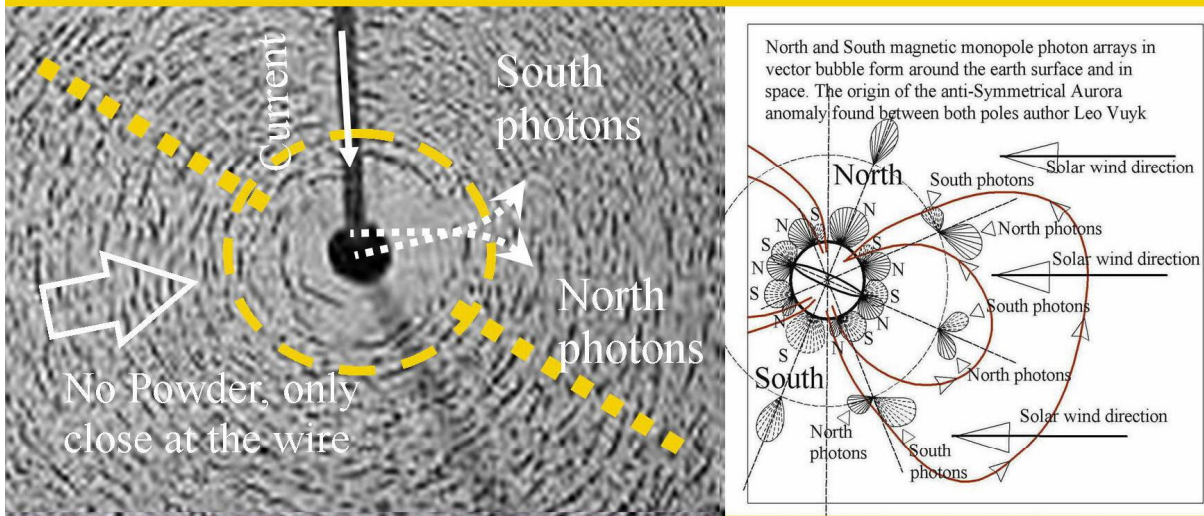 Current
South
photons
North
photons
No Powder, only
close at the wire
North and South magnetic monopole photon arrays in
vector bubble form around the earth surface and in
space. The origin of the anti-Symmetrical Aurora
anomaly found between both poles author Leo Vuyk
Solar wind direction
North
South photons
North photons
S
N
S
N
S
N
S
N
S
N
S
N
S
N
Solar wind direction
South photons
North photons
South
Solar wind direction
North
photons
South
photons